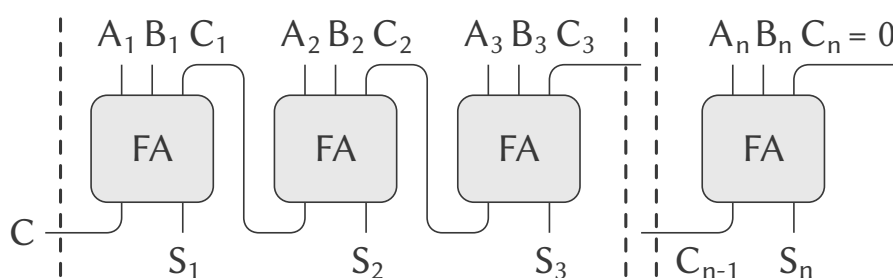 A₁ B₁ C₁ A₂ B₂ C₂ A₃ B₃ C₃ Aₙ Bₙ Cₙ = 0
FA FA FA FA
C Cₙ₋₁
S₁ S₂ S₃ Sₙ